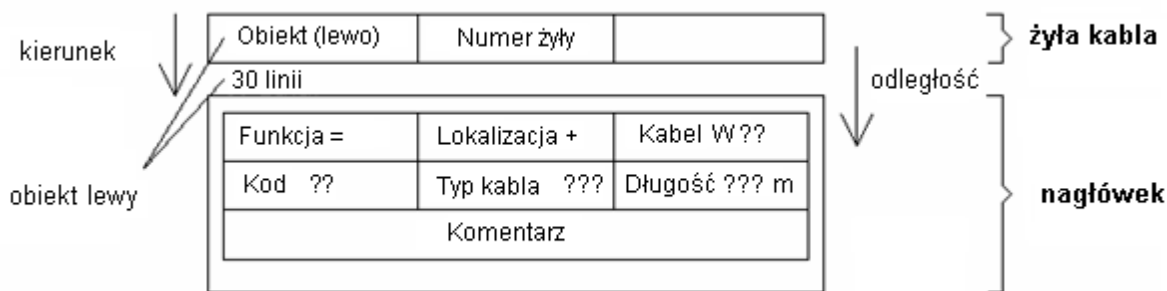 kierunek
Obiekt (lewo) Numer żyły
żyła kabla
30 linii
odległość
Funkcja = Lokalizacja + Kabel W??
Kod ?? Typ kabla ??? Długość ??? m
obiekt lewy
nagłówek
Komentarz